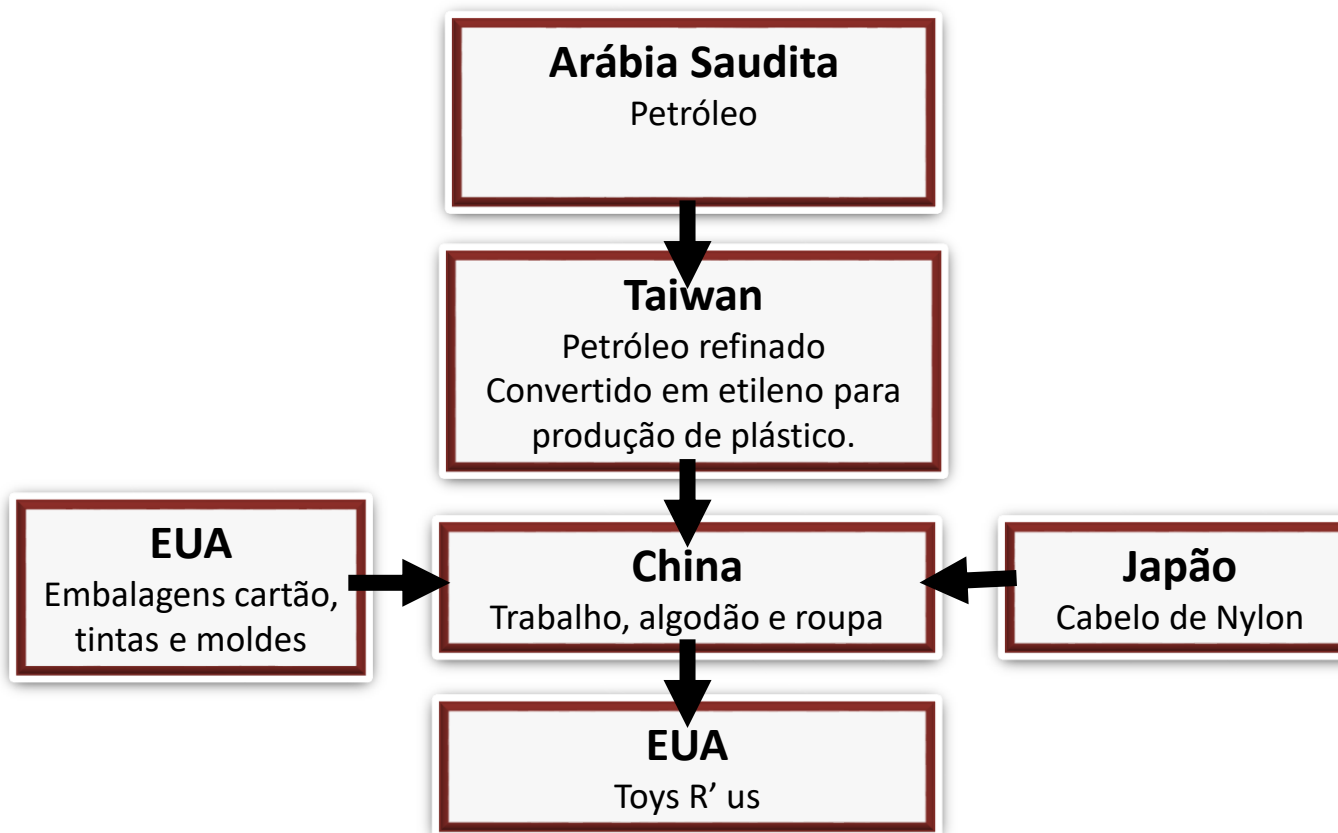 Arábia Saudita
Petróleo
Taiwan
Petróleo refinado
Convertido em etileno para
produção de plástico.
EUA
Embalagens cartão,
tintas e moldes
China
Trabalho, algodão e roupa
Japão
Cabelo de Nylon
EUA
Toys R’ us